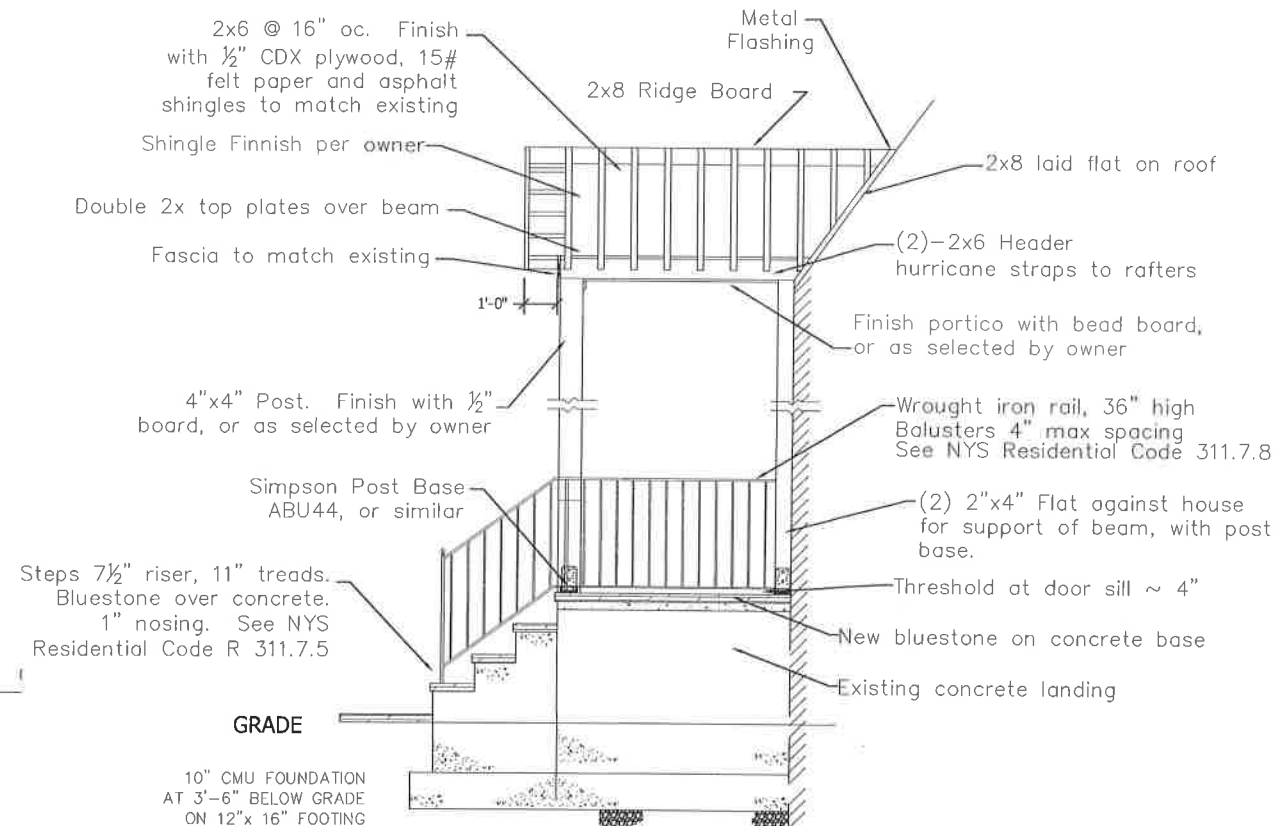 2x6 @ 16" oc. Finish
with ½" CDX plywood, 15#
felt paper and asphalt
shingles to match existing
Metal
Flashing
2x8 Ridge Board
Shingle Finnish per owner
2x8 laid flat on roof
Double 2x top plates over beam
(2)-2x6 Header
hurricane straps to rafters
Fascia to match existing
1'-0"
Finish portico with bead board,
or as selected by owner
4"x4" Post. Finish with ½"
board, or as selected by owner
Wrought iron rail, 36" high
Balusters 4" max spacing
See NYS Residential Code 311.7.8
Simpson Post Base
ABU44, or similar
(2) 2"x4" Flat against house
for support of beam, with post
base.
Steps 7½" riser, 11" treads.
Bluestone over concrete.
1" nosing. See NYS
Residential Code R 311.7.5
Threshold at door sill ~ 4"
New bluestone on concrete base
Existing concrete landing
GRADE
10" CMU FOUNDATION
AT 3'-6" BELOW GRADE
ON 12"x 16" FOOTING